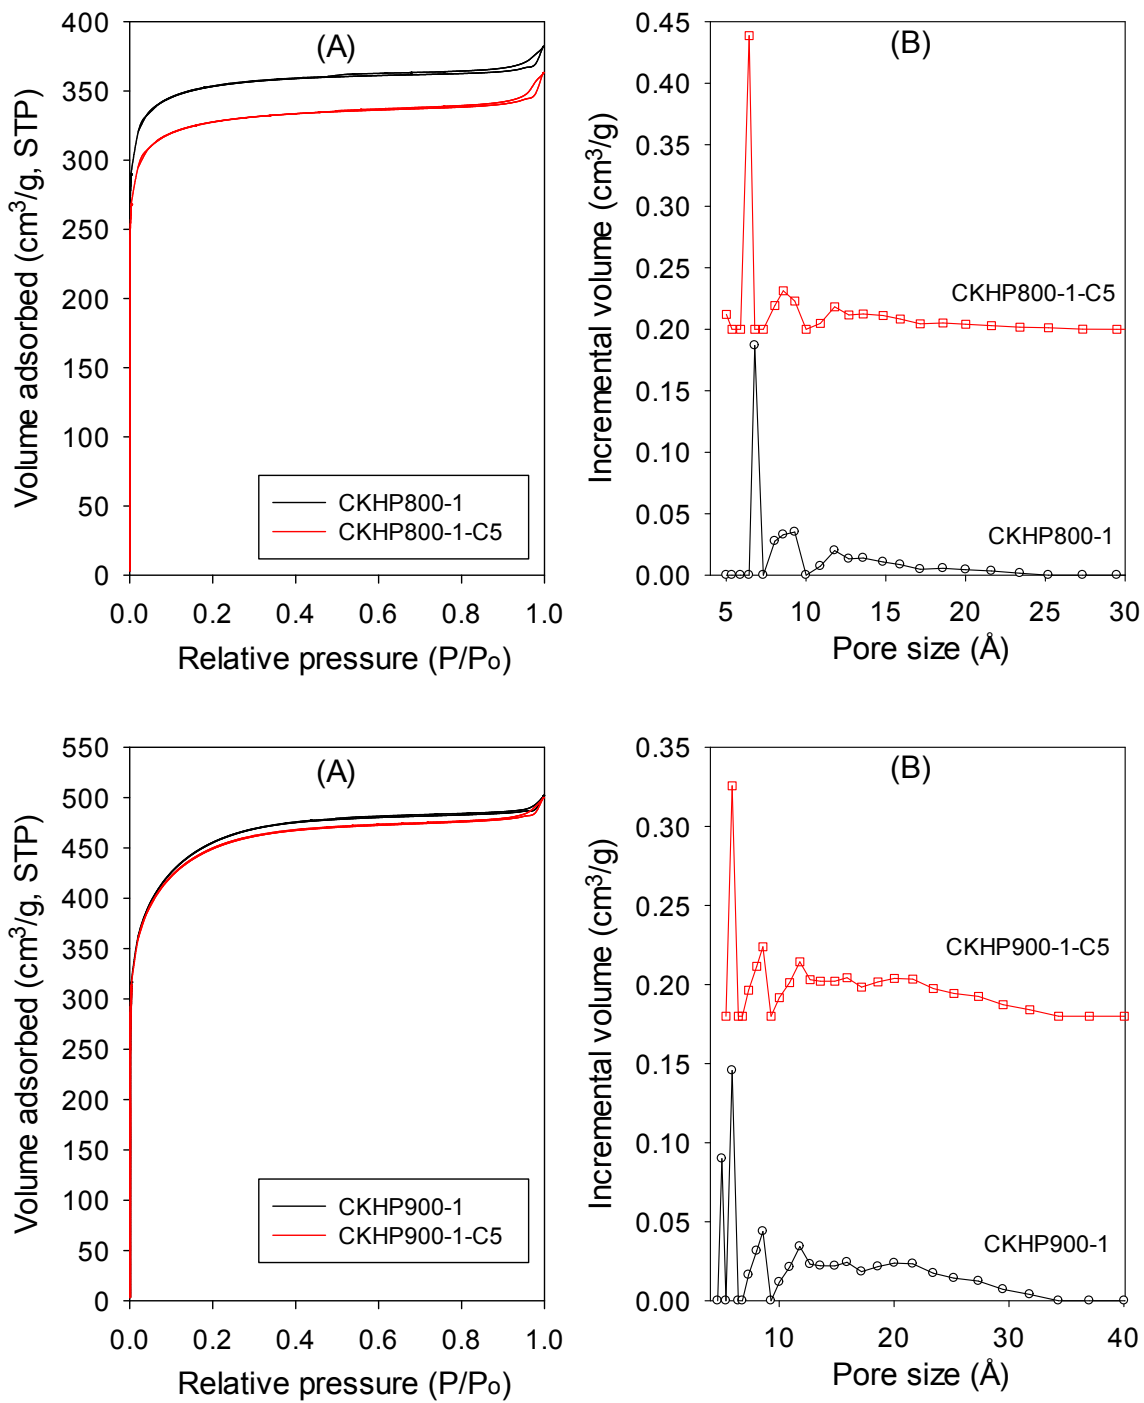 (A)
Volume adsorbed (cm³/g, STP)
400
350
300
250
200
150
100
50
0
CKHP800-1
CKHP800-1-C5
0.0 0.2 0.4 0.6 0.8 1.0
Relative pressure (P/Po)
(B)
Incremental volume (cm³/g)
0.45
0.40
0.35
0.30
0.25
0.20
0.15
0.10
0.05
0.00
CKHP800-1-C5
CKHP800-1
5 10 15 20 25 30
Pore size (Å)
(A)
Volume adsorbed (cm³/g, STP)
550
500
450
400
350
300
250
200
150
100
50
0
CKHP900-1
CKHP900-1-C5
0.0 0.2 0.4 0.6 0.8 1.0
Relative pressure (P/Po)
(B)
Incremental volume (cm³/g)
0.35
0.30
0.25
0.20
0.15
0.10
0.05
0.00
CKHP900-1-C5
CKHP900-1
10 20 30 40
Pore size (Å)